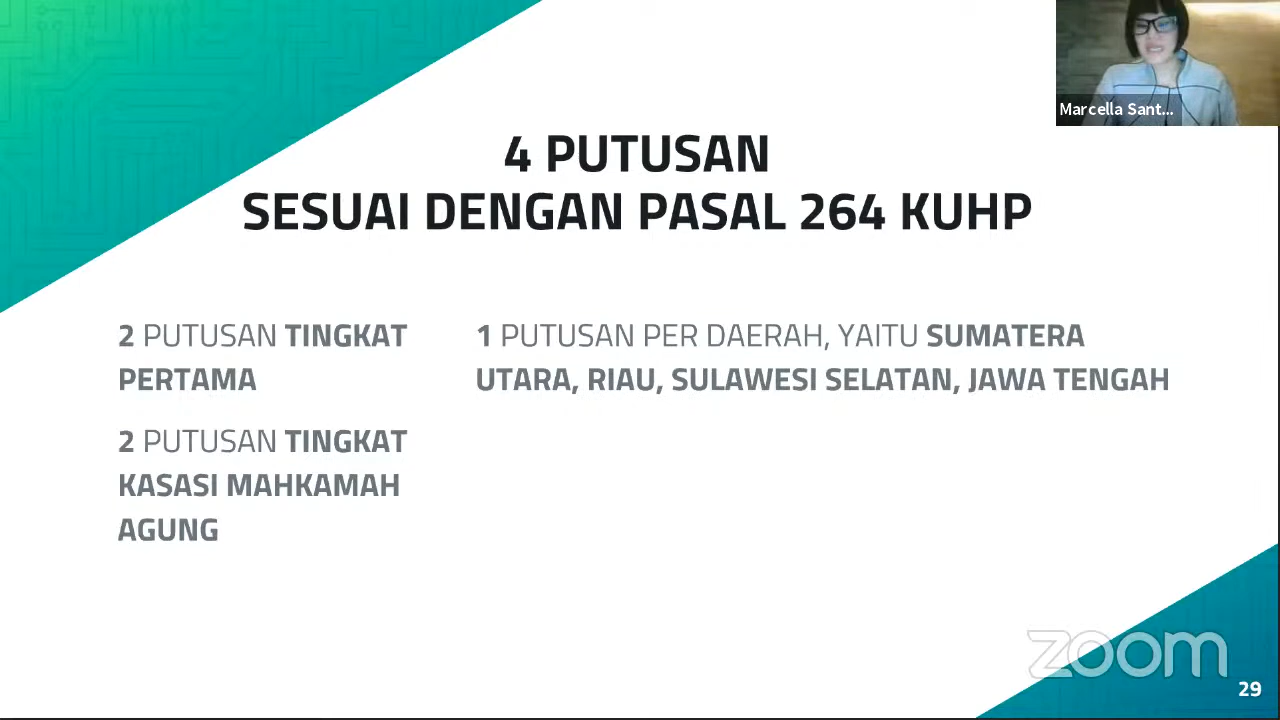 Marcella Sant...
4 PUTUSAN
SESUAI DENGAN PASAL 264 KUHP
2 PUTUSAN TINGKAT
PERTAMA
2 PUTUSAN TINGKAT
KASASI MAHKAMAH
AGUNG
1 PUTUSAN PER DAERAH, YAITU SUMATERA
UTARA, RIAU, SULAWESI SELATAN, JAWA TENGAH
zoom
29